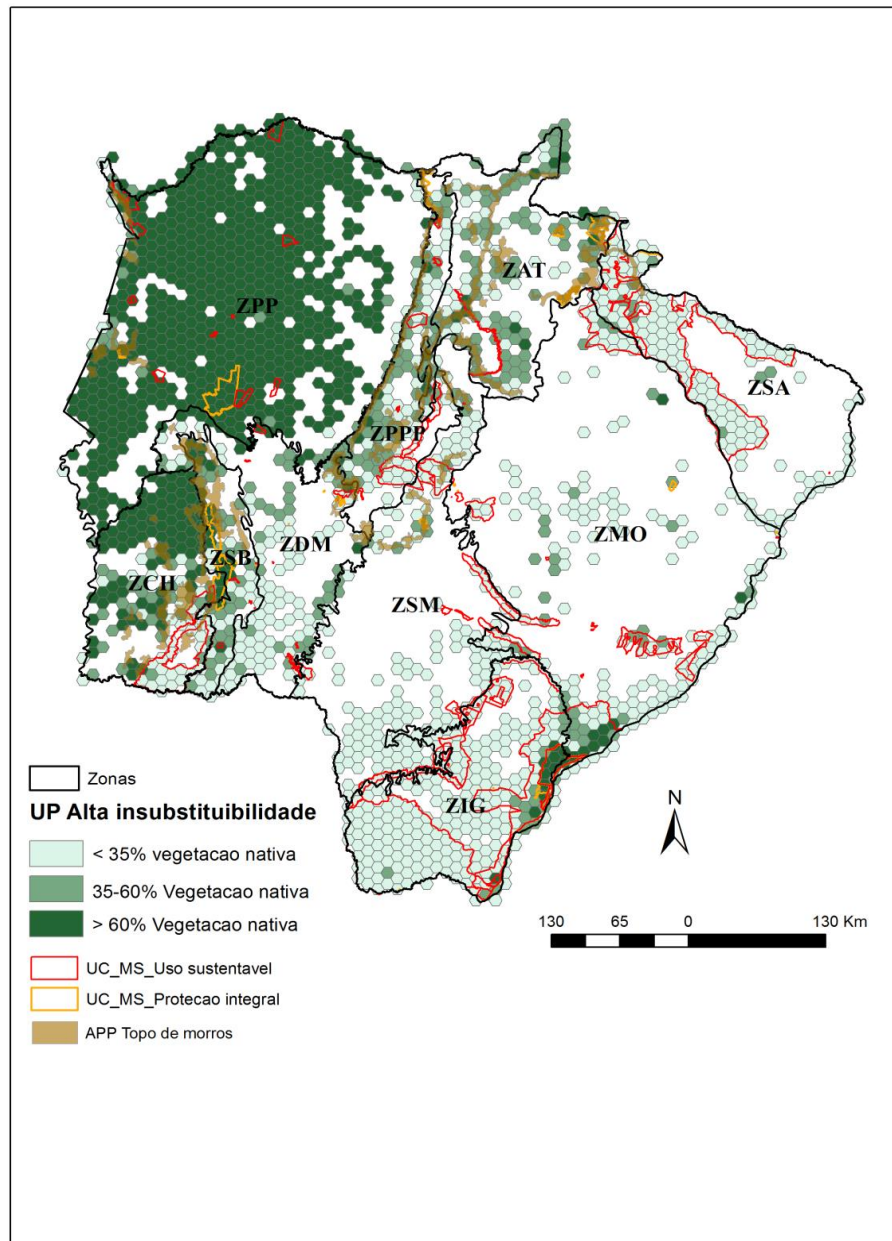 ZAT
ZPP
ZSA
ZPPP
ZMO
ZDM
ZSB
ZCH
ZSM
Zonas
UP Alta insubstituibilidade
ZIG
N
< 35% vegetacao nativa
35-60% Vegetacao nativa
> 60% Vegetacao nativa
130 65 0 130 Km
UC_MS_Uso sustentavel
UC_MS_Protecao integral
APP Topo de morros